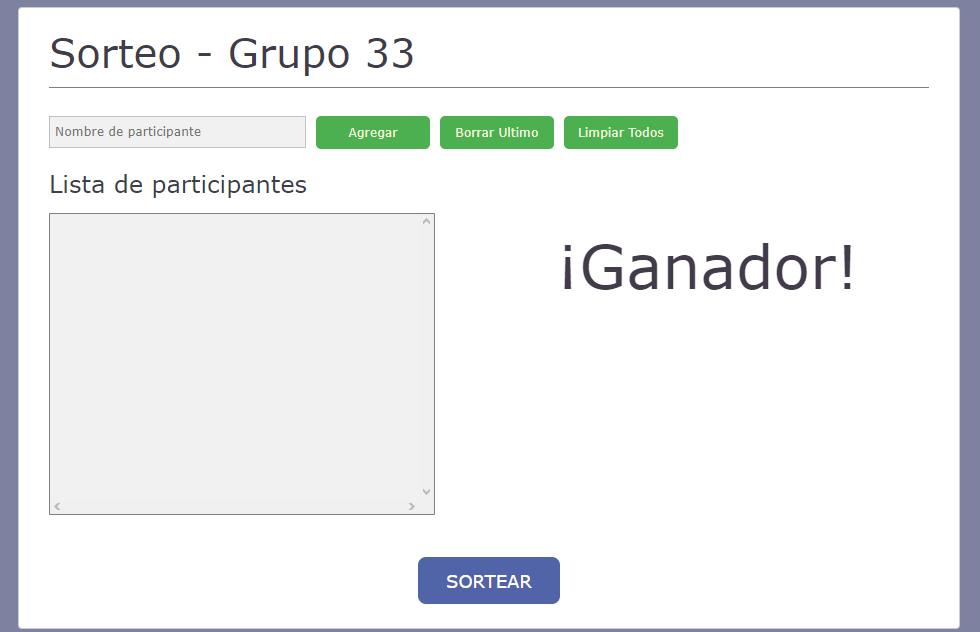 Sorteo - Grupo 33
Nombre de participante
Agregar
Borrar Ultimo
Limpiar Todos
Lista de participantes
¡Ganador!
SORTEAR